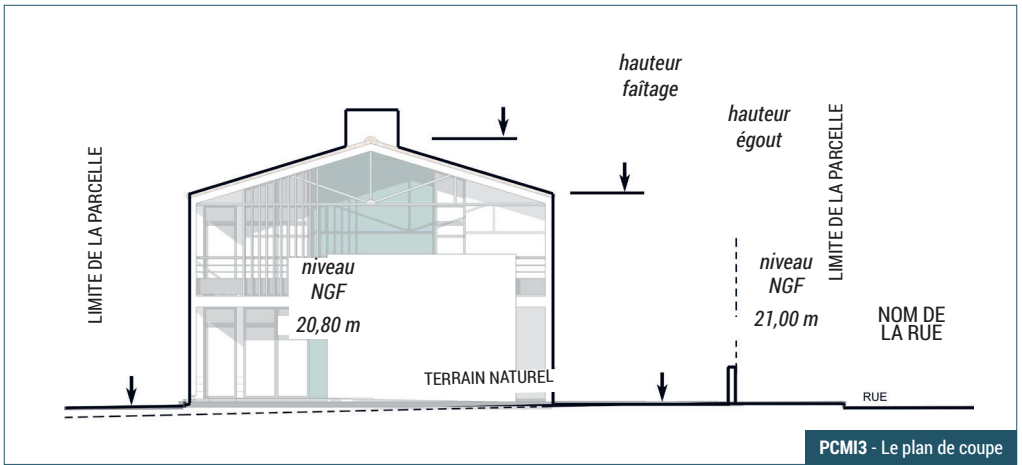 hauteur
faîtage
hauteur
égout
LIMITE DE LA PARCELLE
LIMITE DE LA PARCELLE
niveau
NGF
20,80 m
niveau
NGF
21,00 m
NOM DE
LA RUE
TERRAIN NATUREL
RUE
PCMI3 - Le plan de coupe